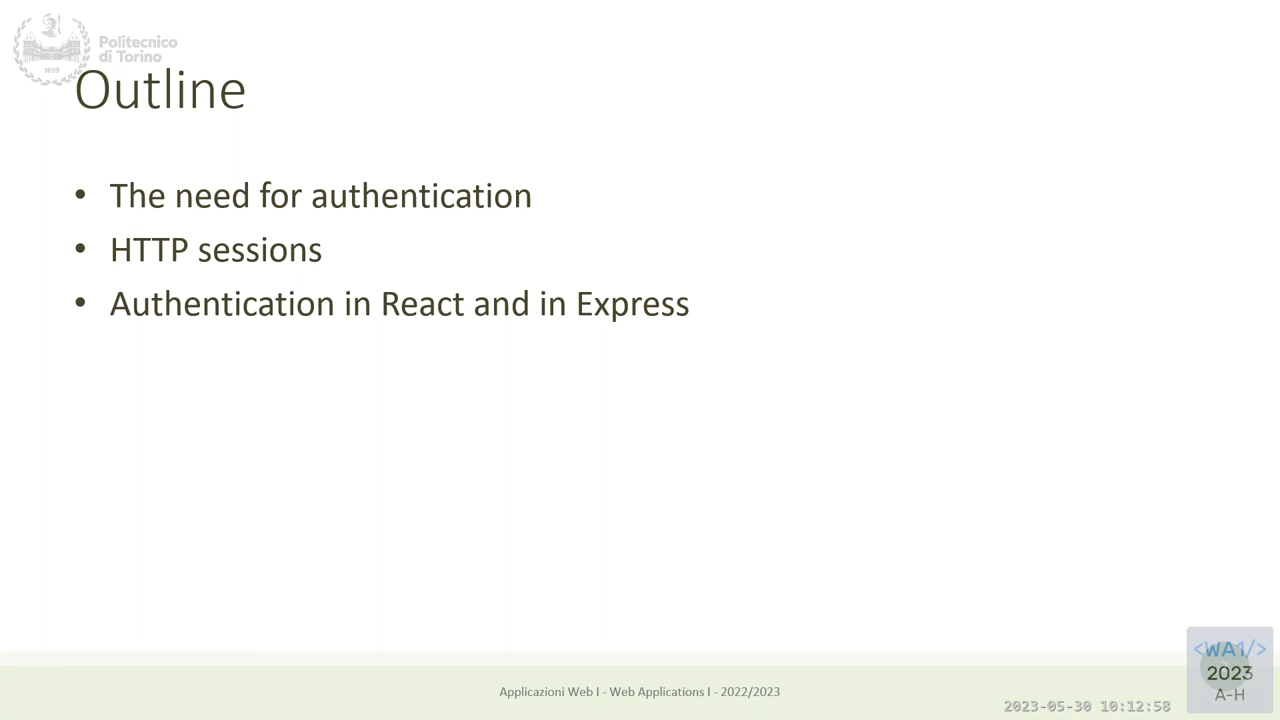 Politecnico
di Torino
1859
Outline
• The need for authentication
• HTTP sessions
• Authentication in React and in Express
Applicazioni Web I - Web Applications I - 2022/2023
2023-05-30 10:12:58
<WA1/>
2023
A-H